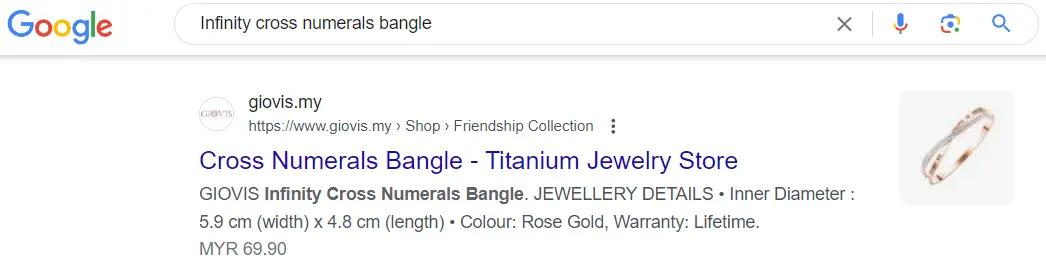 Google
Infinity cross numerals bangle
GIOVIS
giovis.my
https://www.giovis.my › Shop › Friendship Collection
Cross Numerals Bangle - Titanium Jewelry Store
GIOVIS Infinity Cross Numerals Bangle. JEWELLERY DETAILS • Inner Diameter :
5.9 cm (width) x 4.8 cm (length) • Colour: Rose Gold, Warranty: Lifetime.
MYR 69.90